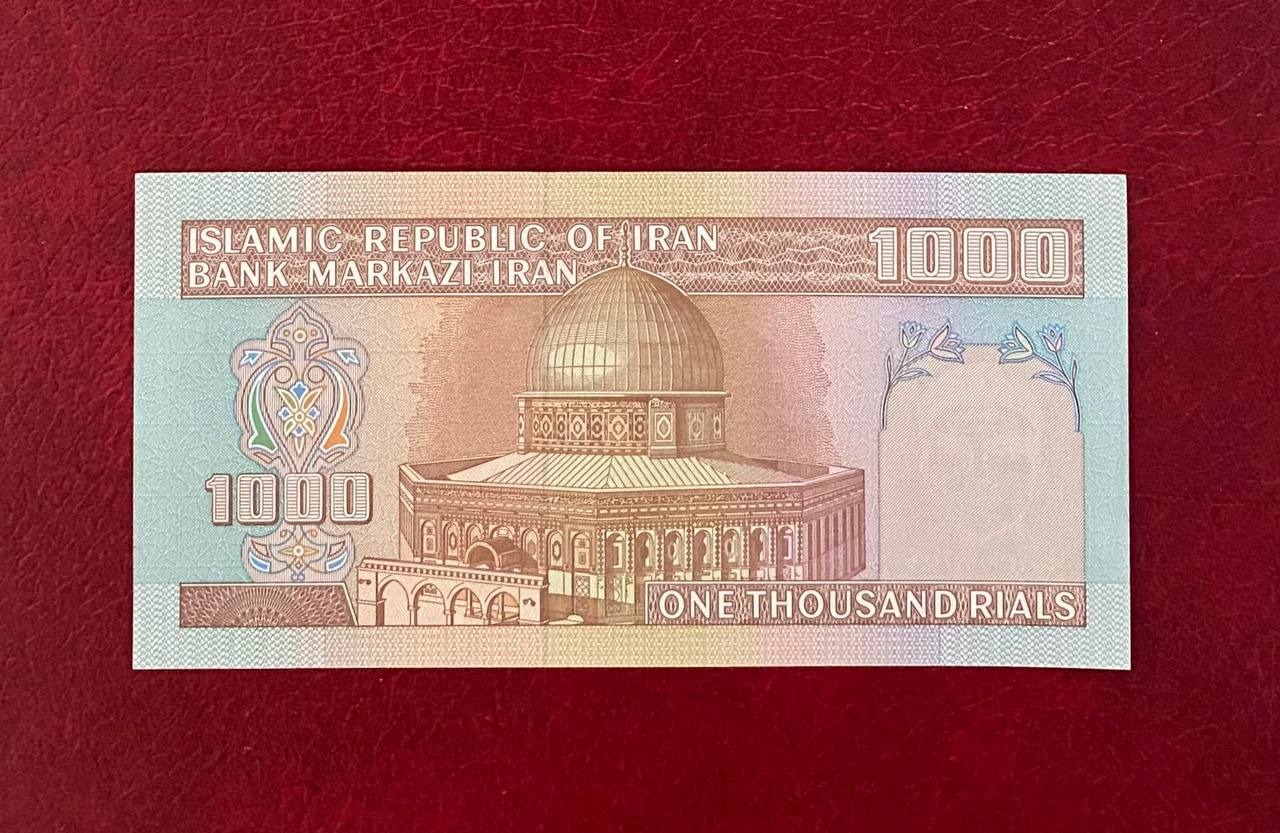 ISLAMIC REPUBLIC OF IRAN
BANK MARKAZI IRAN
1000
1000
ONE THOUSAND RIALS